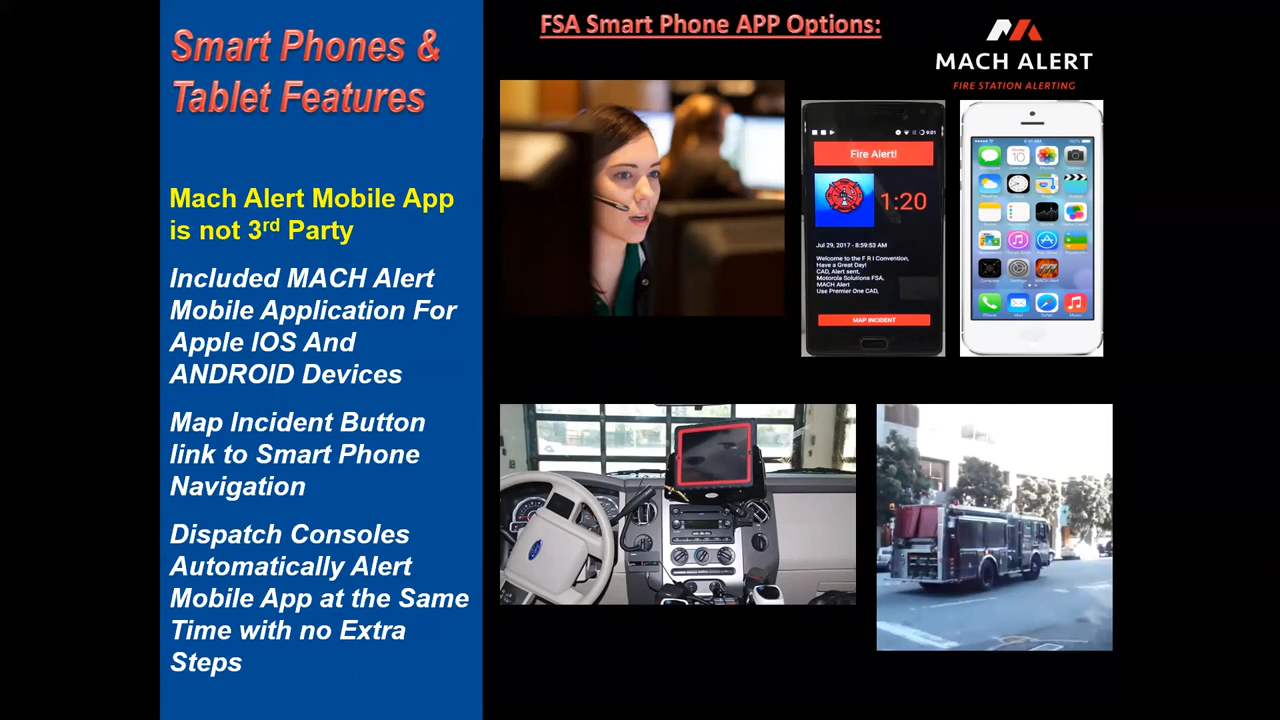 Smart Phones &
Tablet Features
Mach Alert Mobile App
is not 3rd Party
Included MACH Alert
Mobile Application For
Apple IOS And
ANDROID Devices
Map Incident Button
link to Smart Phone
Navigation
Dispatch Consoles
Automatically Alert
Mobile App at the Same
Time with no Extra
Steps
FSA Smart Phone APP Options:
MACH ALERT
FIRE STATION ALERTING
9:01
Fire Alert!
1:20
Jul 29, 2017 - 8:59:53 AM
Welcome to the F R I Convention,
Have a Great Day!
CAD, Alert sent,
Motorola Solutions FSA,
MACH Alert
Use Premier One CAD,
MAP INCIDENT